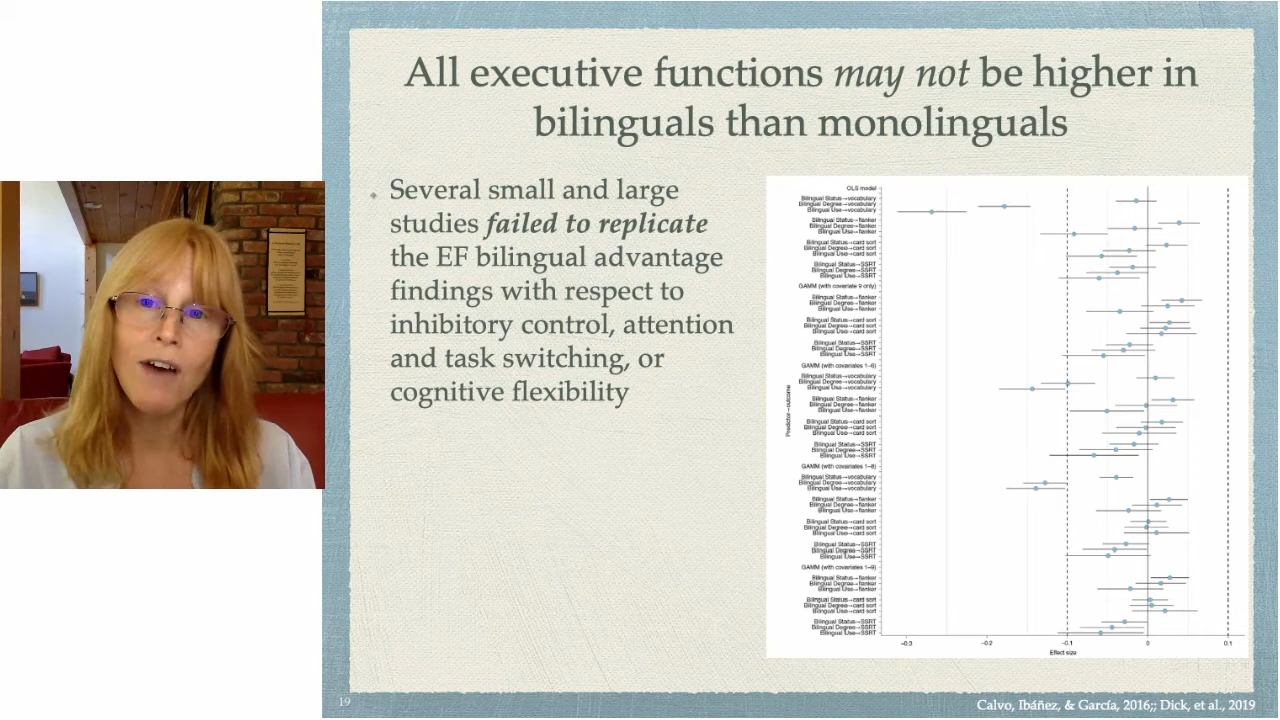 All executive functions may not be higher in
bilinguals than monolinguals
Several small and large
studies failed to replicate
the EF bilingual advantage
findings with respect to
inhibitory control, attention
and task switching, or
cognitive flexibility
OLS model
Bilingual Status→vocabulary
Bilingual Degree→vocabulary
Bilingual Use→vocabulary
Bilingual Status→flanker
Bilingual Degree→flanker
Bilingual Use→flanker
Bilingual Status→card sort
Bilingual Degree→card sort
Bilingual Use→card sort
Bilingual Status→SSRT
Bilingual Degree→SSRT
Bilingual Use→SSRT
GAMM (with covariate 9 only)
Bilingual Status→flanker
Bilingual Degree→flanker
Bilingual Use→flanker
Bilingual Status→card sort
Bilingual Degree→card sort
Bilingual Use→card sort
Bilingual Status→SSRT
Bilingual Degree→SSRT
Bilingual Use→SSRT
GAMM (with covariates 1–6)
Bilingual Status→vocabulary
Bilingual Degree→vocabulary
Bilingual Use→vocabulary
Bilingual Status→flanker
Bilingual Degree→flanker
Bilingual Use→flanker
Bilingual Status→card sort
Bilingual Degree→card sort
Bilingual Use→card sort
Bilingual Status→SSRT
Bilingual Degree→SSRT
Bilingual Use→SSRT
GAMM (with covariates 1–8)
Bilingual Status→vocabulary
Bilingual Degree→vocabulary
Bilingual Use→vocabulary
Bilingual Status→flanker
Bilingual Degree→flanker
Bilingual Use→flanker
Bilingual Status→card sort
Bilingual Degree→card sort
Bilingual Use→card sort
Bilingual Status→SSRT
Bilingual Degree→SSRT
Bilingual Use→SSRT
GAMM (with covariates 1–9)
Bilingual Status→flanker
Bilingual Degree→flanker
Bilingual Use→flanker
Bilingual Status→card sort
Bilingual Degree→card sort
Bilingual Use→card sort
Bilingual Status→SSRT
Bilingual Degree→SSRT
Bilingual Use→SSRT
Predictor→outcome
–0.3 –0.2 –0.1 0 0.1
Effect size
19
Calvo, Ibáñez, & García, 2016;; Dick, et al., 2019